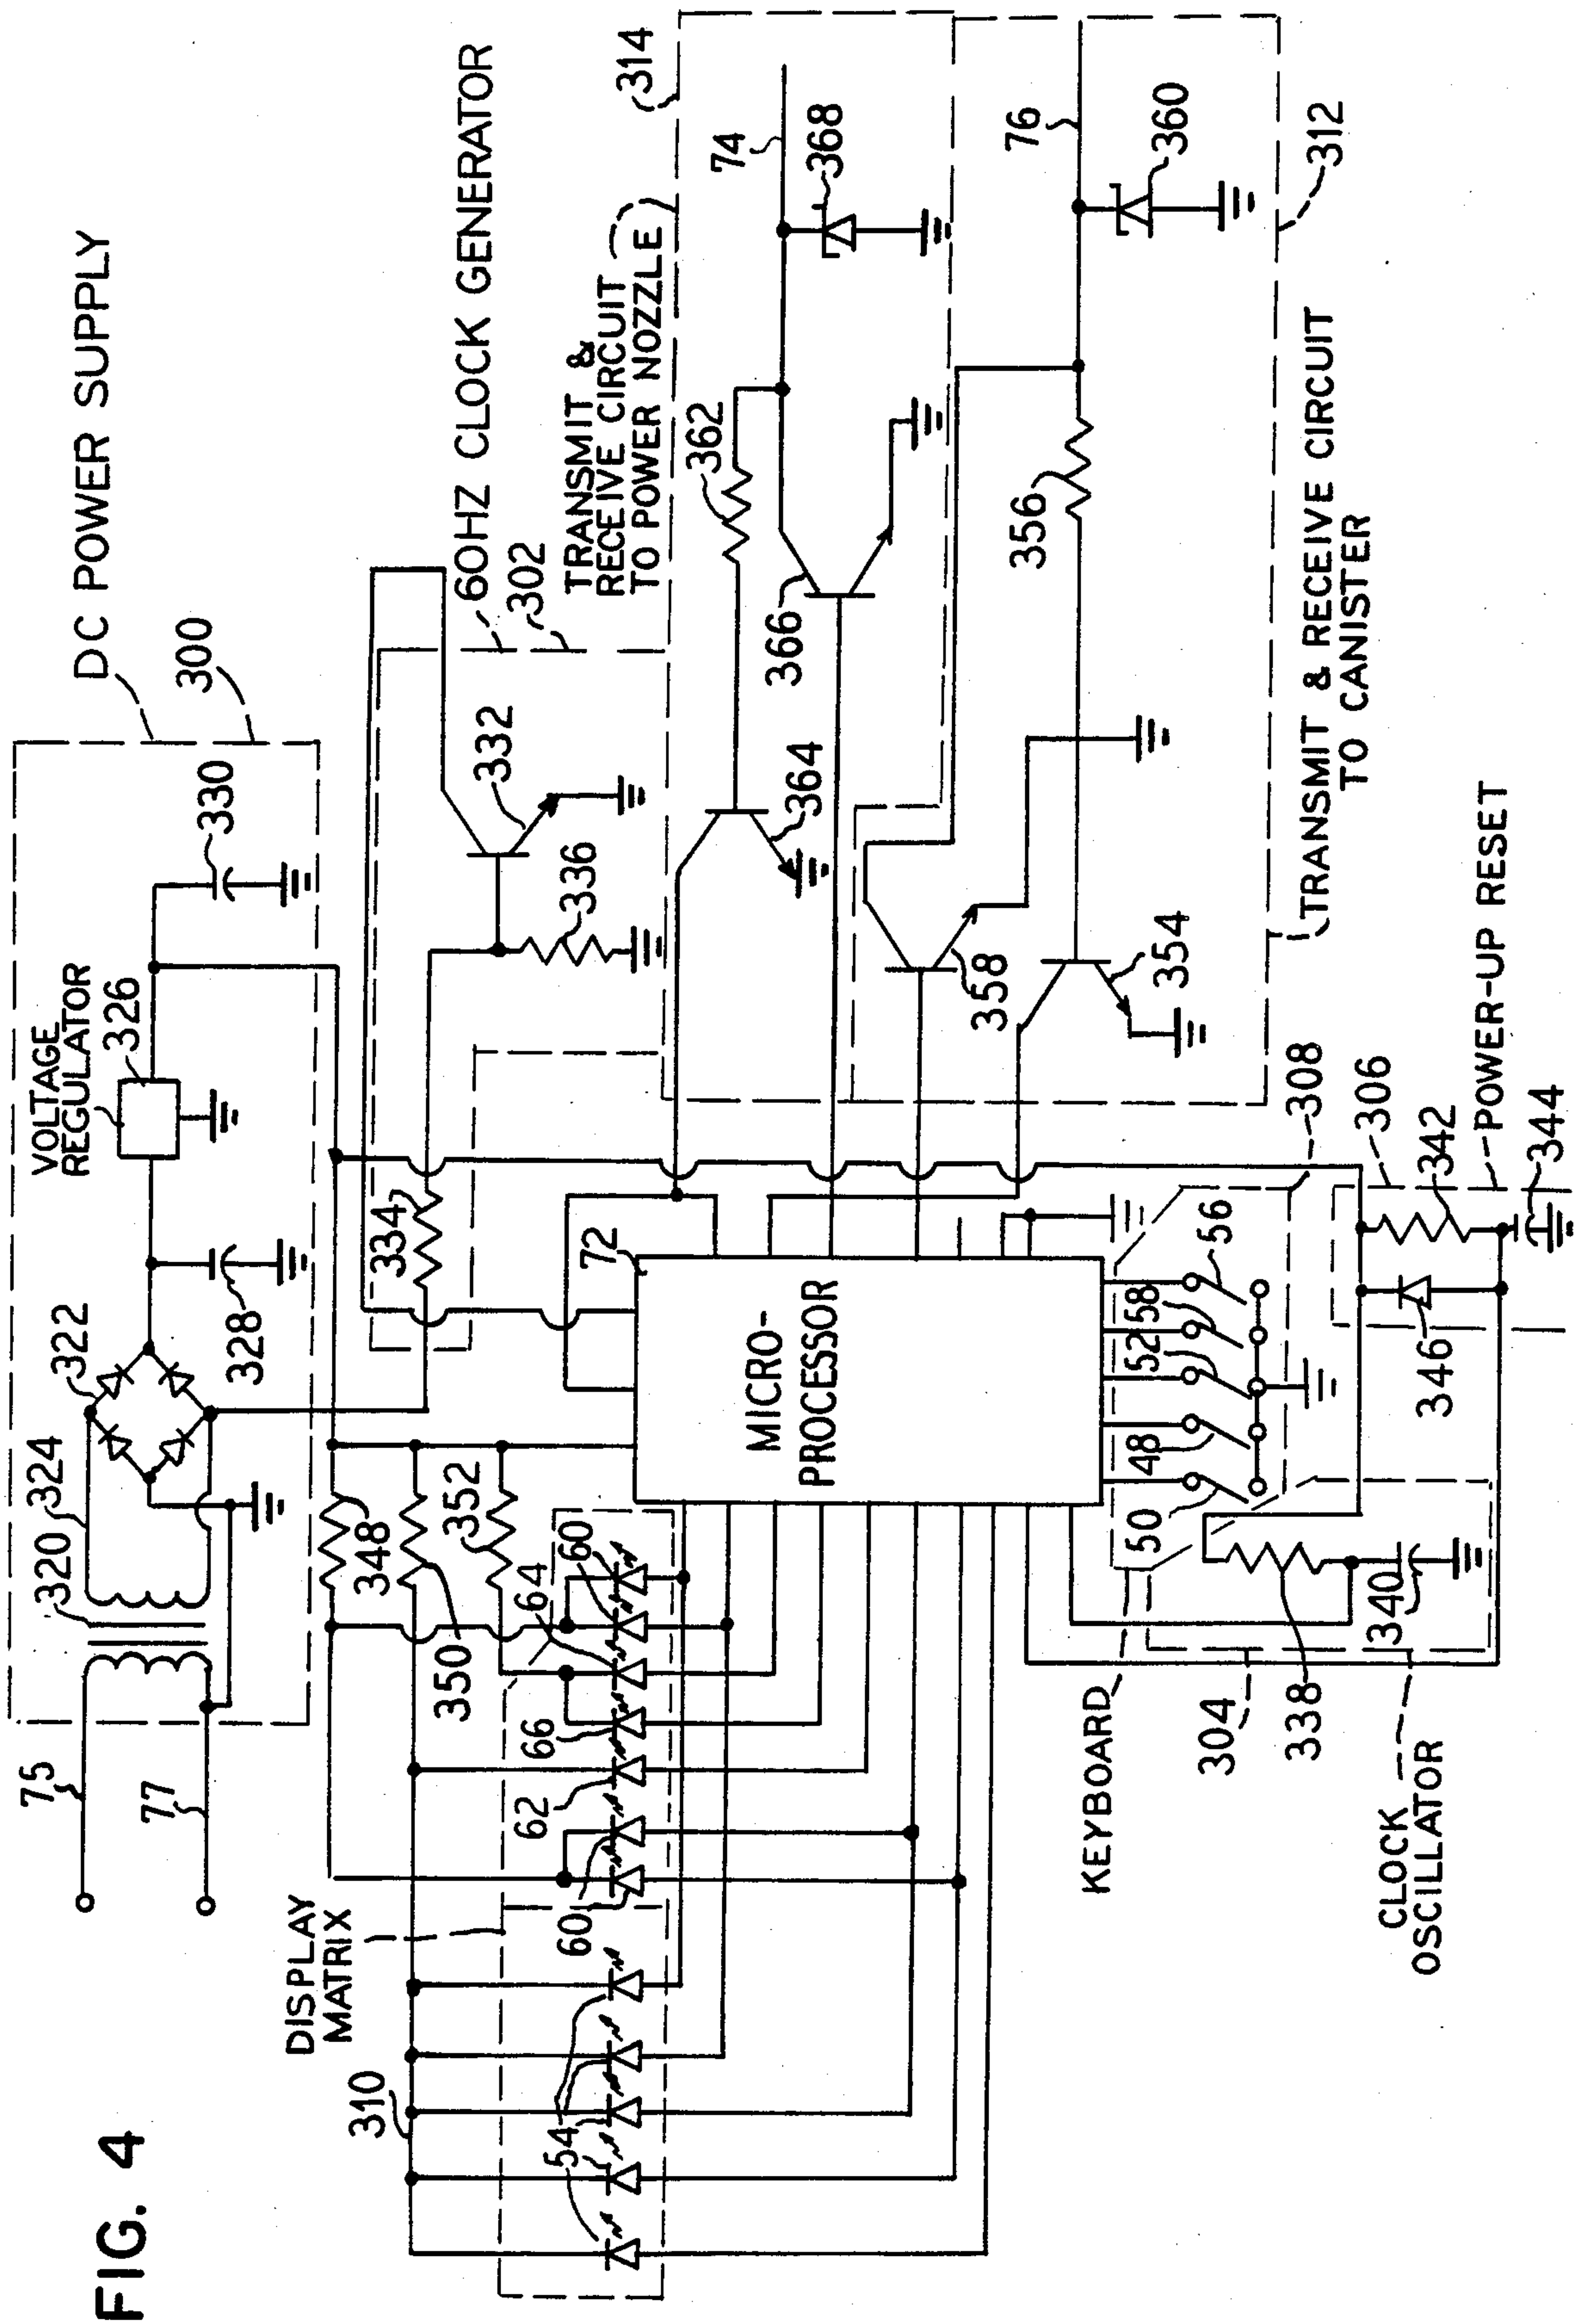 FIG. 4
DC POWER SUPPLY
300
VOLTAGE
REGULATOR
326
330
322
324
320
328
75
77
60HZ CLOCK GENERATOR
302
332
334
336
TRANSMIT &
RECEIVE CIRCUIT
TO POWER NOZZLE
314
74
368
362
366
364
76
360
312
356
358
354
TRANSMIT & RECEIVE CIRCUIT
TO CANISTER
348
350
352
72
MICRO-
PROCESSOR
DISPLAY
MATRIX
310
54
60
62
66
64
60
KEYBOARD
50
48
52
58
56
308
306
POWER-UP RESET
342
344
346
304
338
340
CLOCK
OSCILLATOR